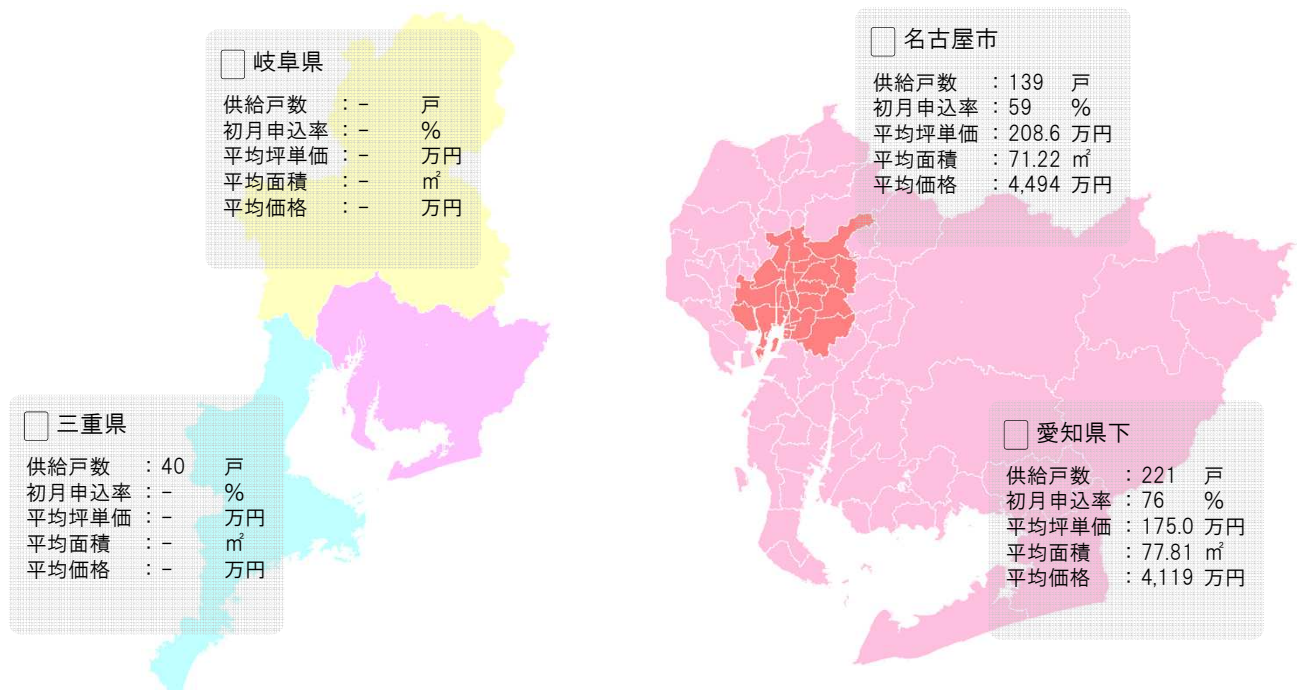 岐阜県
供給戸数 : - 戸
初月申込率 : - %
平均坪単価 : - 万円
平均面積 : - ㎡
平均価格 : - 万円
三重県
供給戸数 : 40 戸
初月申込率 : - %
平均坪単価 : - 万円
平均面積 : - ㎡
平均価格 : - 万円
名古屋市
供給戸数 : 139 戸
初月申込率 : 59 %
平均坪単価 : 208.6 万円
平均面積 : 71.22 ㎡
平均価格 : 4,494 万円
愛知県下
供給戸数 : 221 戸
初月申込率 : 76 %
平均坪単価 : 175.0 万円
平均面積 : 77.81 ㎡
平均価格 : 4,119 万円